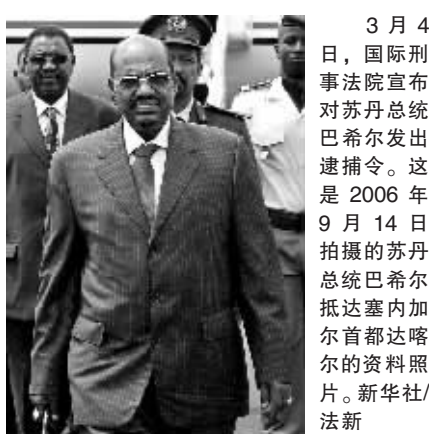 3 月 4
日，国际刑
事法院宣布
对苏丹总统
巴希尔发出
逮捕令。这
是 2006 年
9 月 14 日
拍摄的苏丹
总统巴希尔
抵达塞内加
尔首都达喀
尔的资料照
片。新华社/
法新